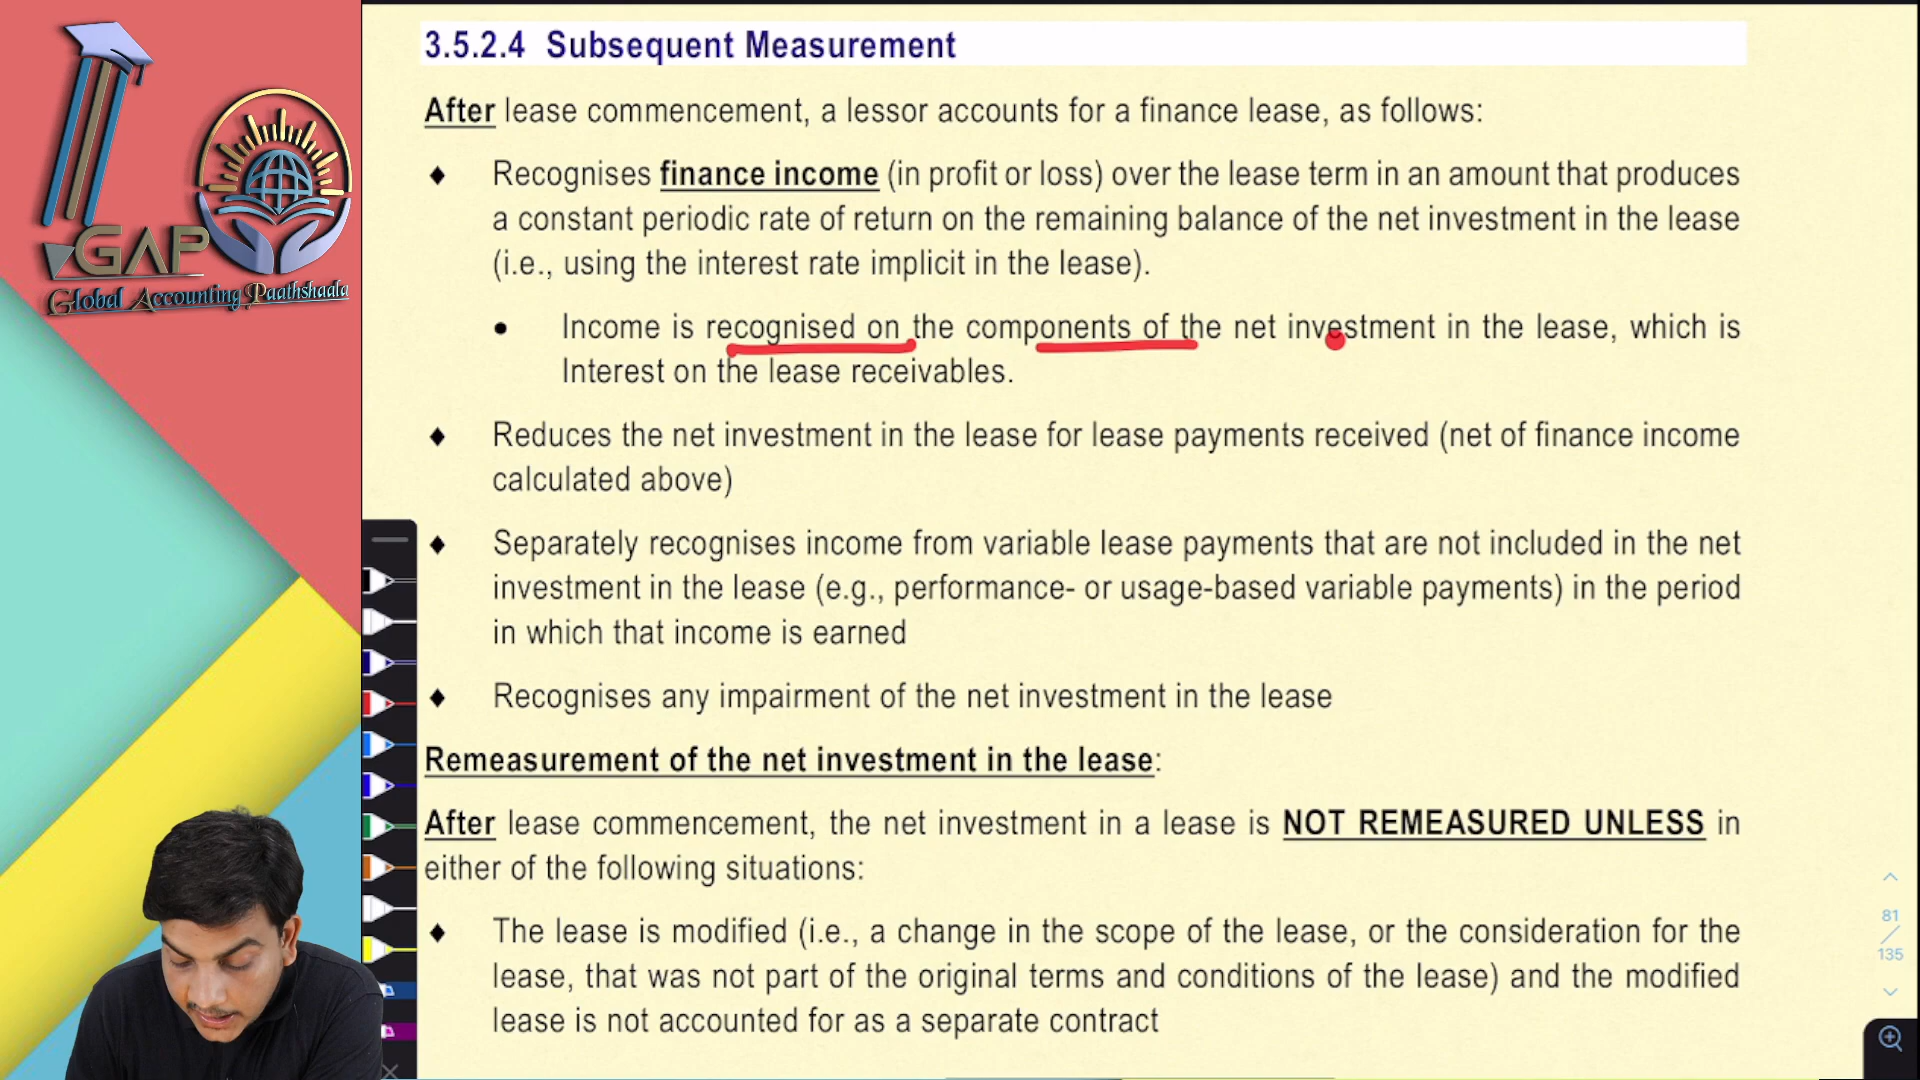 GAP
Global Accounting Paathshaala
3.5.2.4 Subsequent Measurement
After lease commencement, a lessor accounts for a finance lease, as follows:
♦ Recognises finance income (in profit or loss) over the lease term in an amount that produces
a constant periodic rate of return on the remaining balance of the net investment in the lease
(i.e., using the interest rate implicit in the lease).
• Income is recognised on the components of the net investment in the lease, which is
Interest on the lease receivables.
♦ Reduces the net investment in the lease for lease payments received (net of finance income
calculated above)
♦ Separately recognises income from variable lease payments that are not included in the net
investment in the lease (e.g., performance- or usage-based variable payments) in the period
in which that income is earned
♦ Recognises any impairment of the net investment in the lease
Remeasurement of the net investment in the lease:
After lease commencement, the net investment in a lease is NOT REMEASURED UNLESS in
either of the following situations:
♦ The lease is modified (i.e., a change in the scope of the lease, or the consideration for the
lease, that was not part of the original terms and conditions of the lease) and the modified
lease is not accounted for as a separate contract
81
/
135